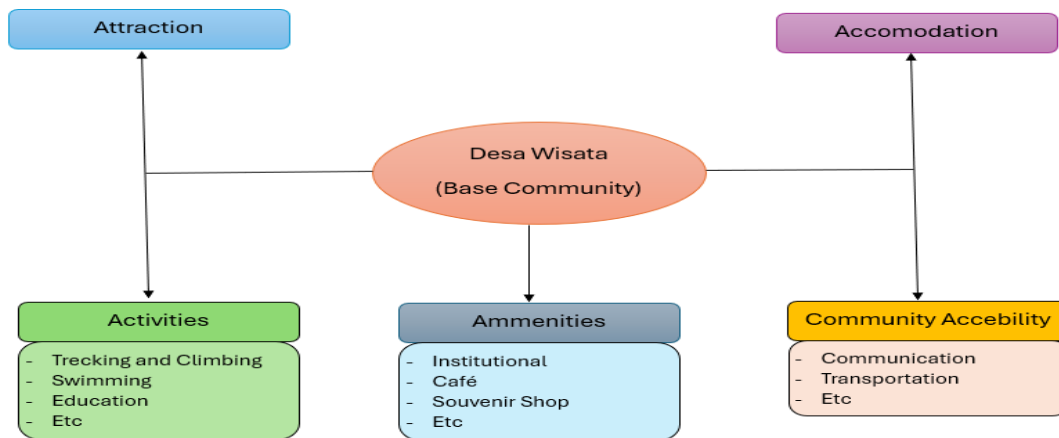 Attraction
Accomodation
Desa Wisata
(Base Community)
Activities
- Trecking and Climbing
- Swimming
- Education
- Etc
Ammenities
- Institutional
- Café
- Souvenir Shop
- Etc
Community Accebility
- Communication
- Transportation
- Etc